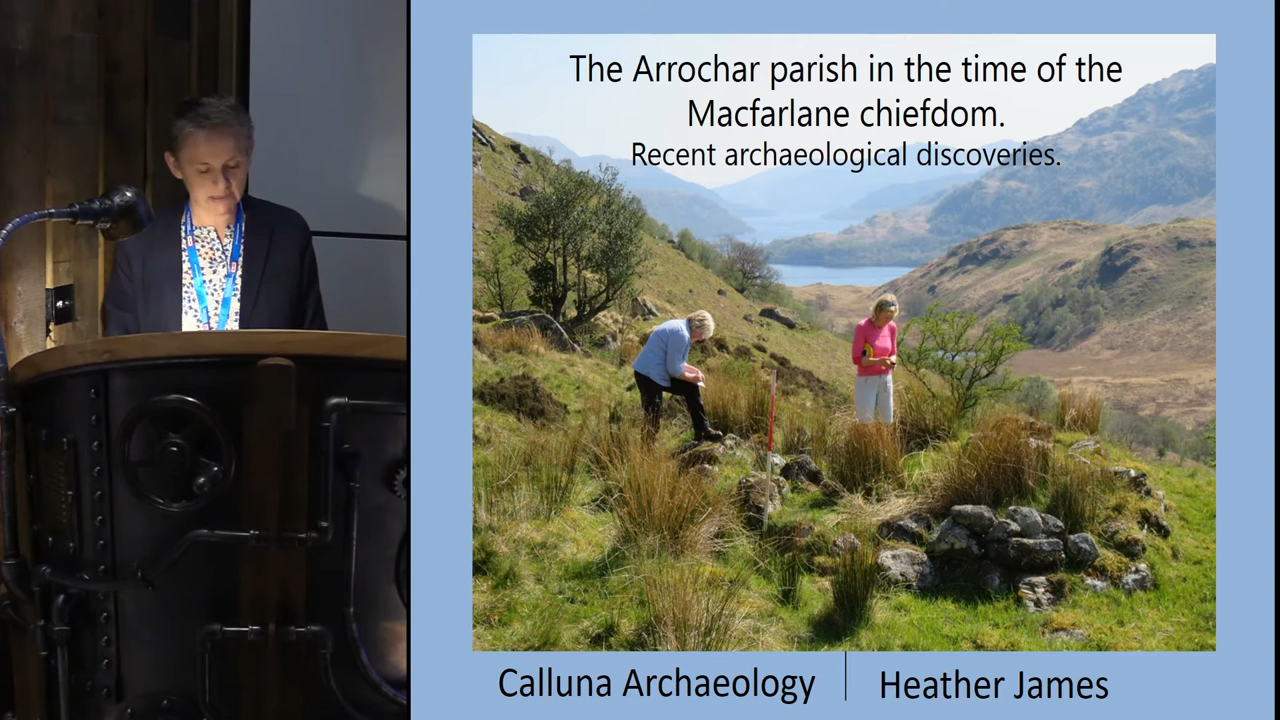 The Arrochar parish in the time of the
Macfarlane chiefdom.
Recent archaeological discoveries.
Calluna Archaeology
Heather James